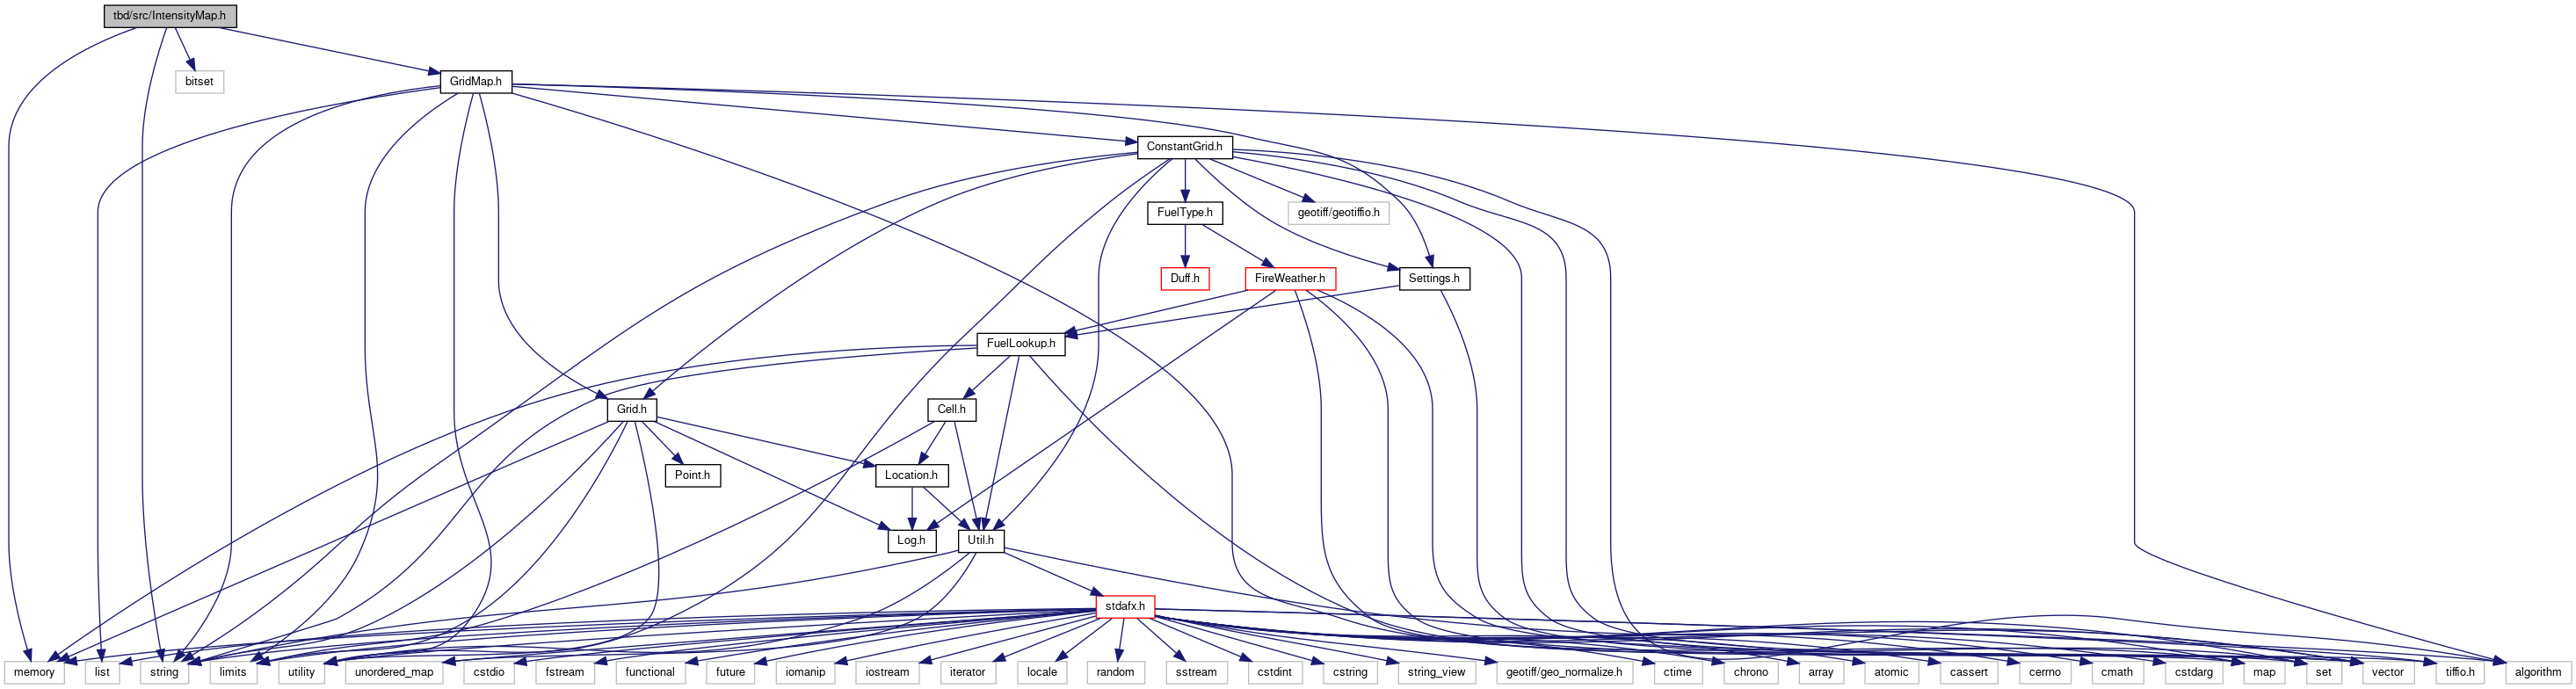 tbd/src/IntensityMap.h
bitset
GridMap.h
ConstantGrid.h
FuelType.h
geotiff/geotiffio.h
Duff.h
FireWeather.h
Settings.h
FuelLookup.h
Grid.h
Cell.h
Point.h
Location.h
Log.h
Util.h
stdafx.h
memory
list
string
limits
utility
unordered_map
cstdio
fstream
functional
future
iomanip
iostream
iterator
locale
random
sstream
cstdint
cstring
string_view
geotiff/geo_normalize.h
ctime
chrono
array
atomic
cassert
cerrno
cmath
cstdarg
map
set
vector
tiffio.h
algorithm